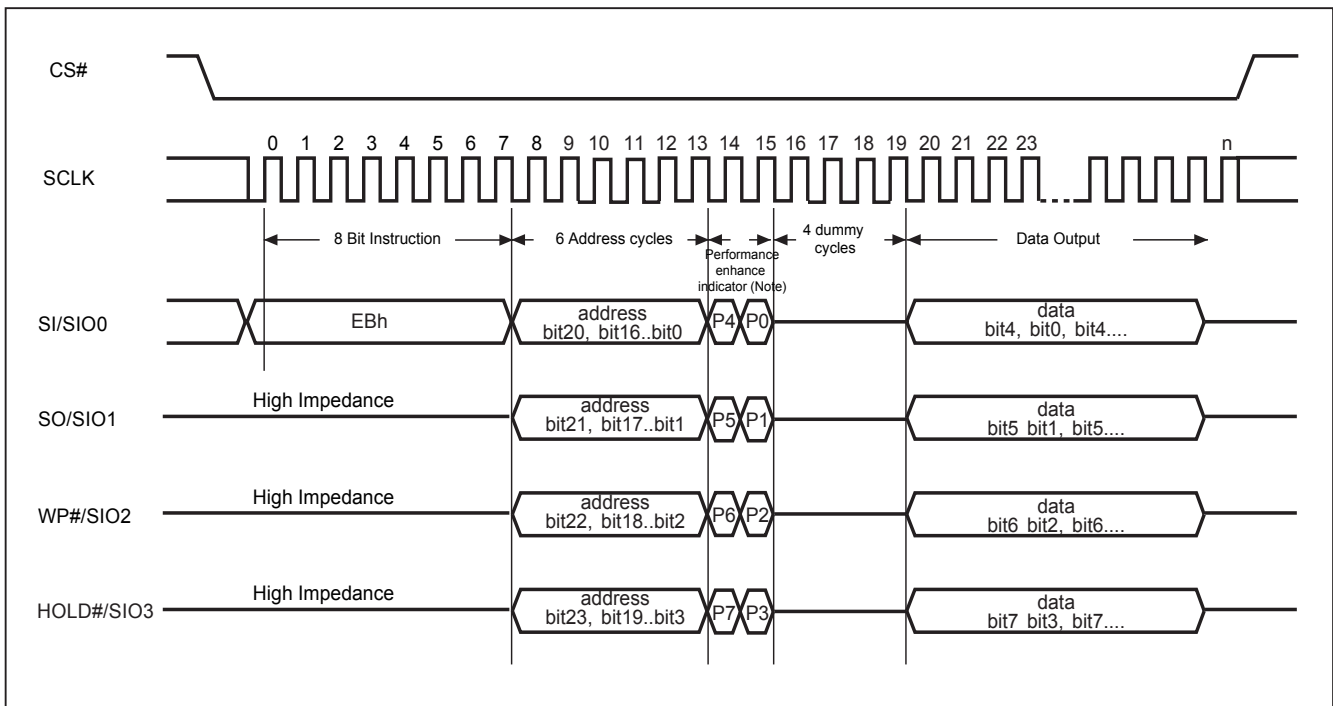 CS#
0 1 2 3 4 5 6 7 8 9 10 11 12 13 14 15 16 17 18 19 20 21 22 23 n
SCLK
8 Bit Instruction
6 Address cycles
Performance
enhance
indicator (Note)
4 dummy
cycles
Data Output
SI/SIO0
EBh
address
bit20, bit16..bit0
P4 P0
data
bit4, bit0, bit4....
SO/SIO1
High Impedance
address
bit21, bit17..bit1
P5 P1
data
bit5 bit1, bit5....
WP#/SIO2
High Impedance
address
bit22, bit18..bit2
P6 P2
data
bit6 bit2, bit6....
HOLD#/SIO3
High Impedance
address
bit23, bit19..bit3
P7 P3
data
bit7 bit3, bit7....